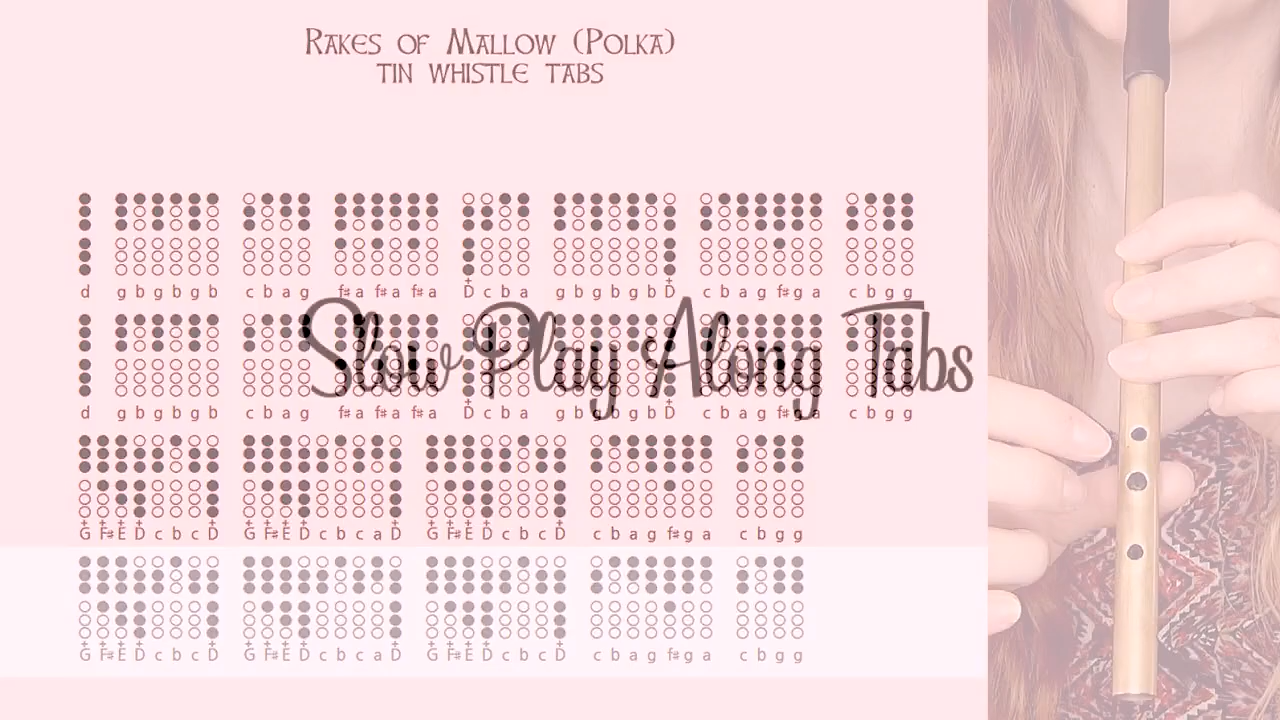 Rakes of Mallow (Polka)
tin whistle tabs
d g b g b g b c b a g f# a f# a f# a D c b a g b g b g b D c b a g f# g a c b g g
Slow Play Along Tabs
d g b g b g b c b a g f# a f# a f# a D c b a g b g b g b D c b a g f# g a c b g g
G F# E D c b c D G F# E D c b c a D G F# E D c b c D c b a g f# g a c b g g
G F# E D c b c D G F# E D c b c a D G F# E D c b c D c b a g f# g a c b g g